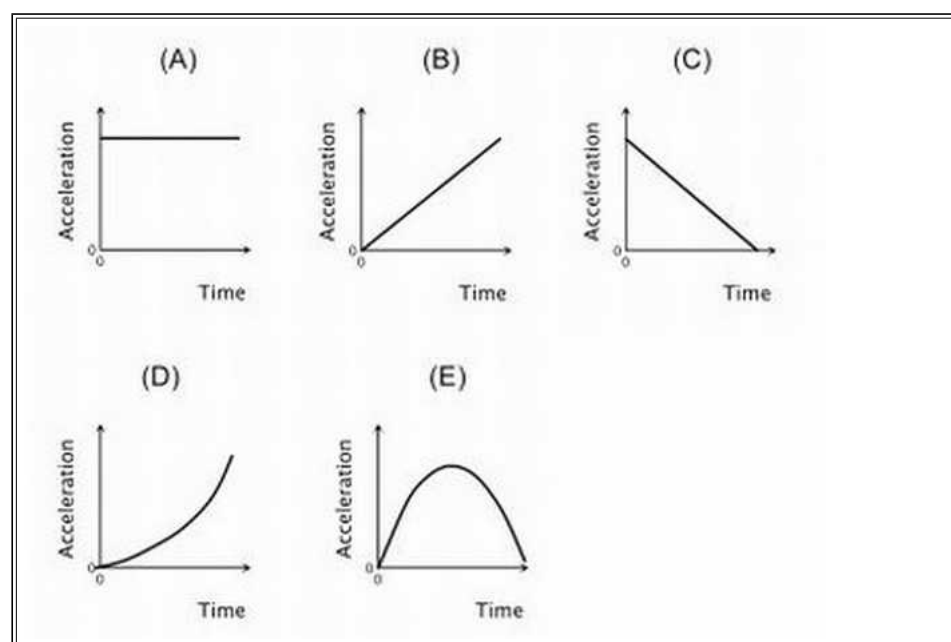 (A)
Acceleration
0
0
Time
(B)
Acceleration
0
0
Time
(C)
Acceleration
0
0
Time
(D)
Acceleration
0
0
Time
(E)
Acceleration
0
0
Time